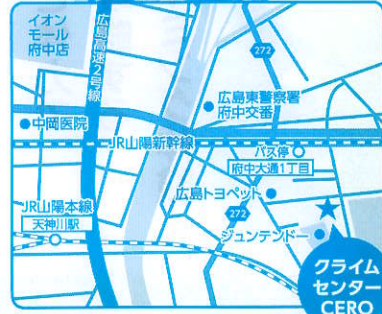 イオン
モール
府中店
広島高速2号線
272
広島東警察署
府中交番
中岡医院
JR山陽新幹線
バス停
府中大通1丁目
広島トヨペット
JR山陽本線
天神川駅
272
ジュンテンドー
クライム
センター
CERO